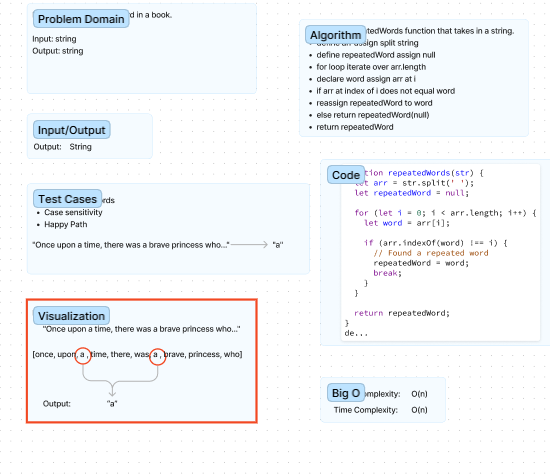 Problem Domain
d in a book.
Input: string
Output: string
Input/Output
Output: String
Test Cases
rds
• Case sensitivity
• Happy Path
"Once upon a time, there was a brave princess who..." "a"
Visualization
"Once upon a time, there was a brave princess who..."
[once, upon, a , time, there, was, a , brave, princess, who]
Output: "a"
Algorithm
eatedWords function that takes in a string.
• define arr assign split string
• define repeatedWord assign null
• for loop iterate over arr.length
• declare word assign arr at i
• if arr at index of i does not equal word
• reassign repeatedWord to word
• else return repeatedWord(null)
• return repeatedWord
Code
ction repeatedWords(str) {
let arr = str.split(' ');
let repeatedWord = null;
for (let i = 0; i < arr.length; i++) {
let word = arr[i];
if (arr.indexOf(word) !== i) {
// Found a repeated word
repeatedWord = word;
break;
}
}
return repeatedWord;
}
de...
Big O
omplexity: O(n)
Time Complexity: O(n)